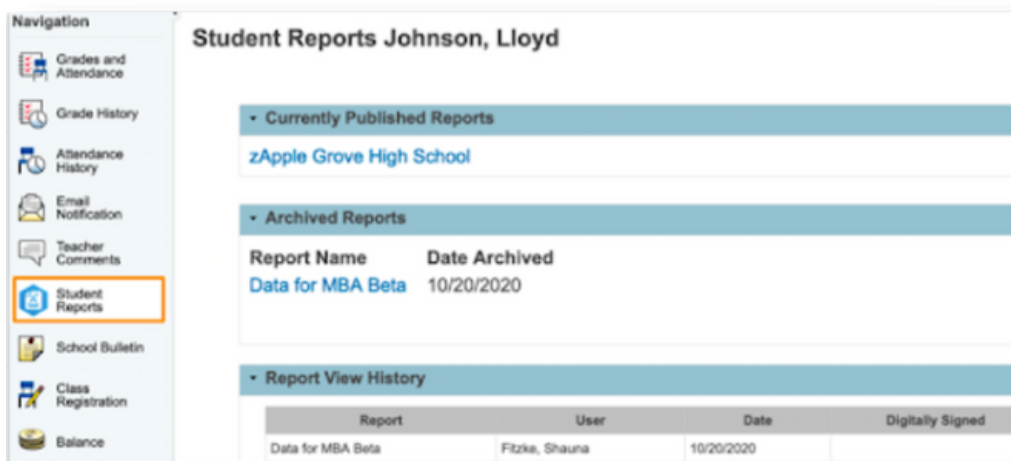 Navigation
Grades and
Attendance
Grade History
Attendance
History
Email
Notification
Teacher
Comments
Student
Reports
School Bulletin
Class
Registration
Balance
Student Reports Johnson, Lloyd
Currently Published Reports
zApple Grove High School
Archived Reports
Report Name Date Archived
Data for MBA Beta 10/20/2020
Report View History
Report User Date Digitally Signed
Data for MBA Beta Fitzke, Shauna 10/20/2020